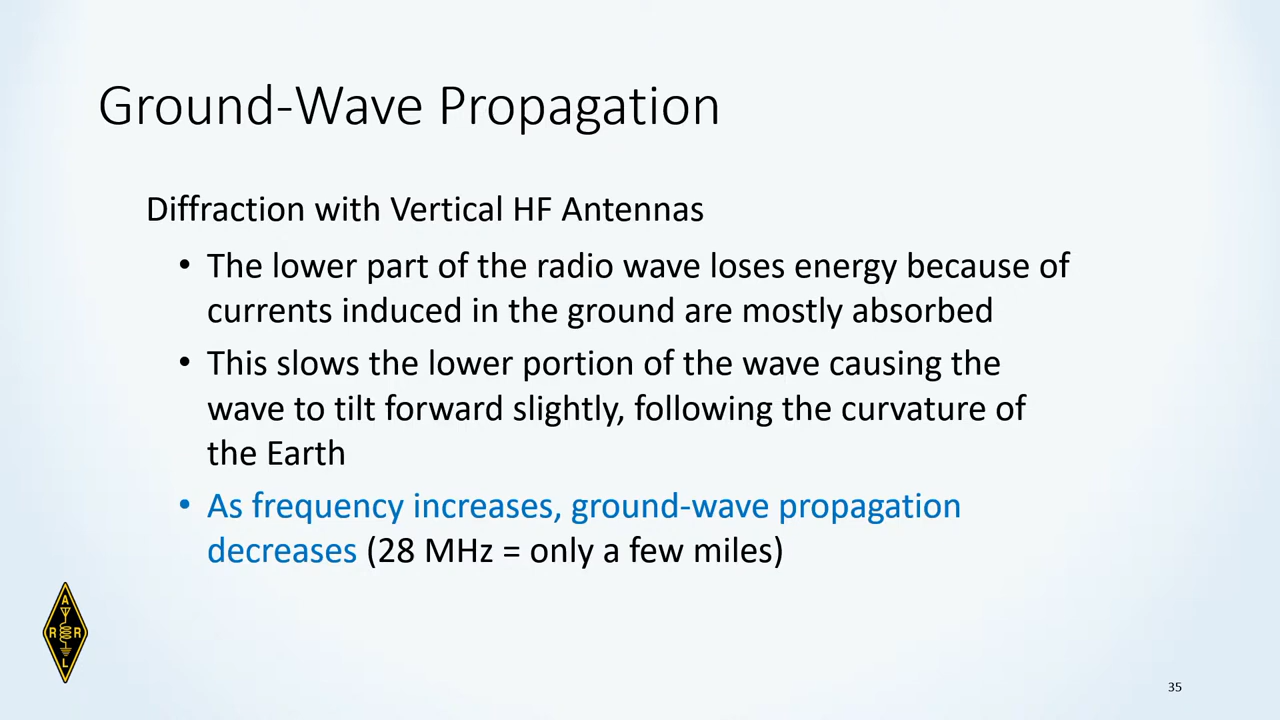 Ground-Wave Propagation
Diffraction with Vertical HF Antennas
• The lower part of the radio wave loses energy because of
currents induced in the ground are mostly absorbed
• This slows the lower portion of the wave causing the
wave to tilt forward slightly, following the curvature of
the Earth
• As frequency increases, ground-wave propagation
decreases (28 MHz = only a few miles)
A
R R
L
35